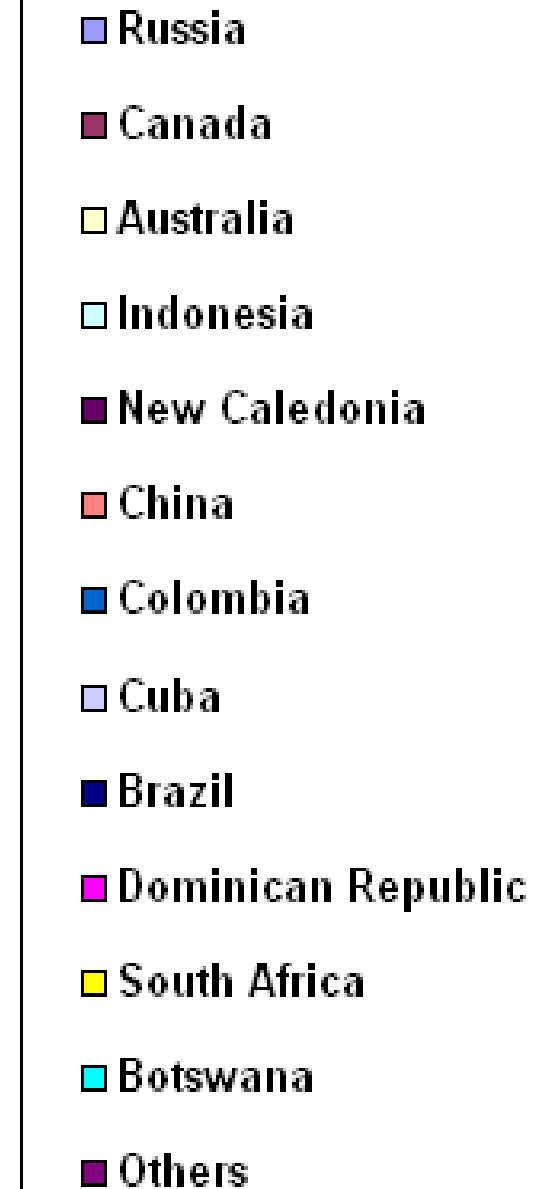 Russia
Canada
Australia
Indonesia
New Caledonia
China
Colombia
Cuba
Brazil
Dominican Republic
South Africa
Botswana
Others